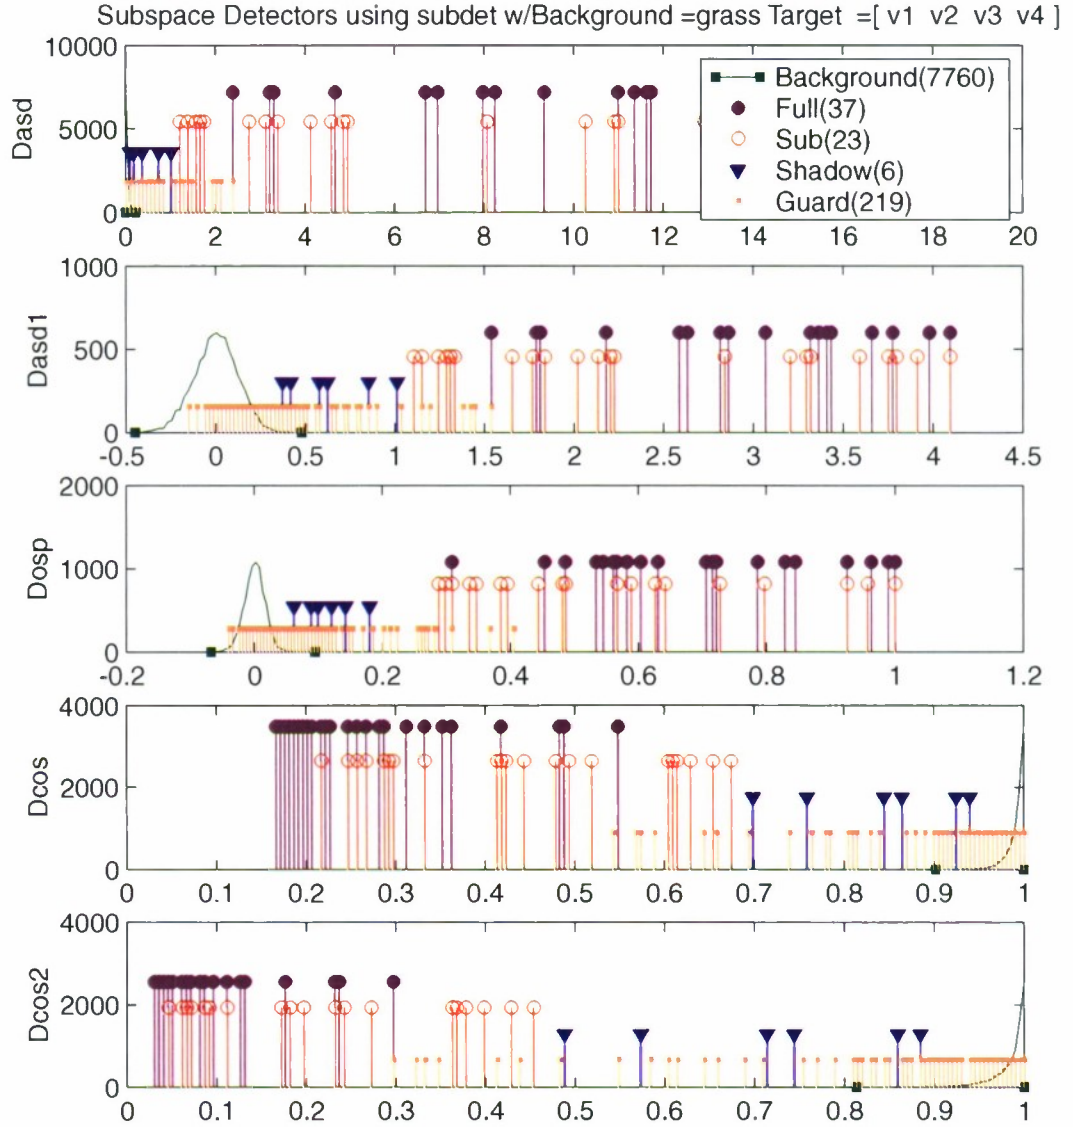 Subspace Detectors using subdet w/Background =grass Target =[ v1 v2 v3 v4 ]
Dasd
10000
5000
0
0 2 4 6 8 10 12 14 16 18 20
Background(7760)
Full(37)
Sub(23)
Shadow(6)
Guard(219)
Dasd1
1000
500
0
-0.5 0 0.5 1 1.5 2 2.5 3 3.5 4 4.5
Dosp
2000
1000
0
-0.2 0 0.2 0.4 0.6 0.8 1 1.2
Dcos
4000
2000
0
0 0.1 0.2 0.3 0.4 0.5 0.6 0.7 0.8 0.9 1
Dcos2
4000
2000
0
0 0.1 0.2 0.3 0.4 0.5 0.6 0.7 0.8 0.9 1